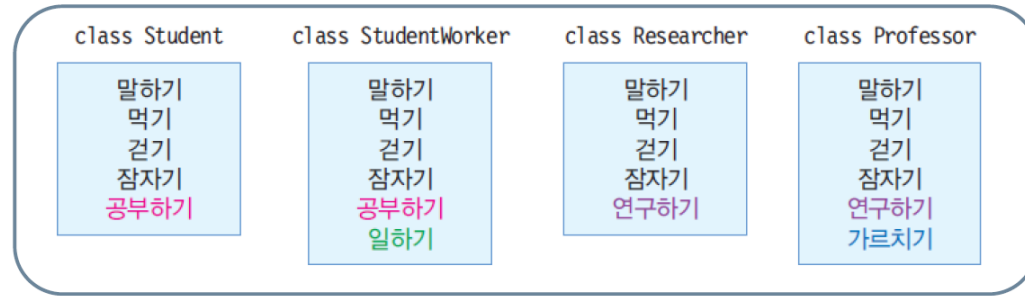 class Student
말하기
먹기
걷기
잠자기
공부하기
class StudentWorker
말하기
먹기
걷기
잠자기
공부하기
일하기
class Researcher
말하기
먹기
걷기
잠자기
연구하기
class Professor
말하기
먹기
걷기
잠자기
연구하기
가르치기